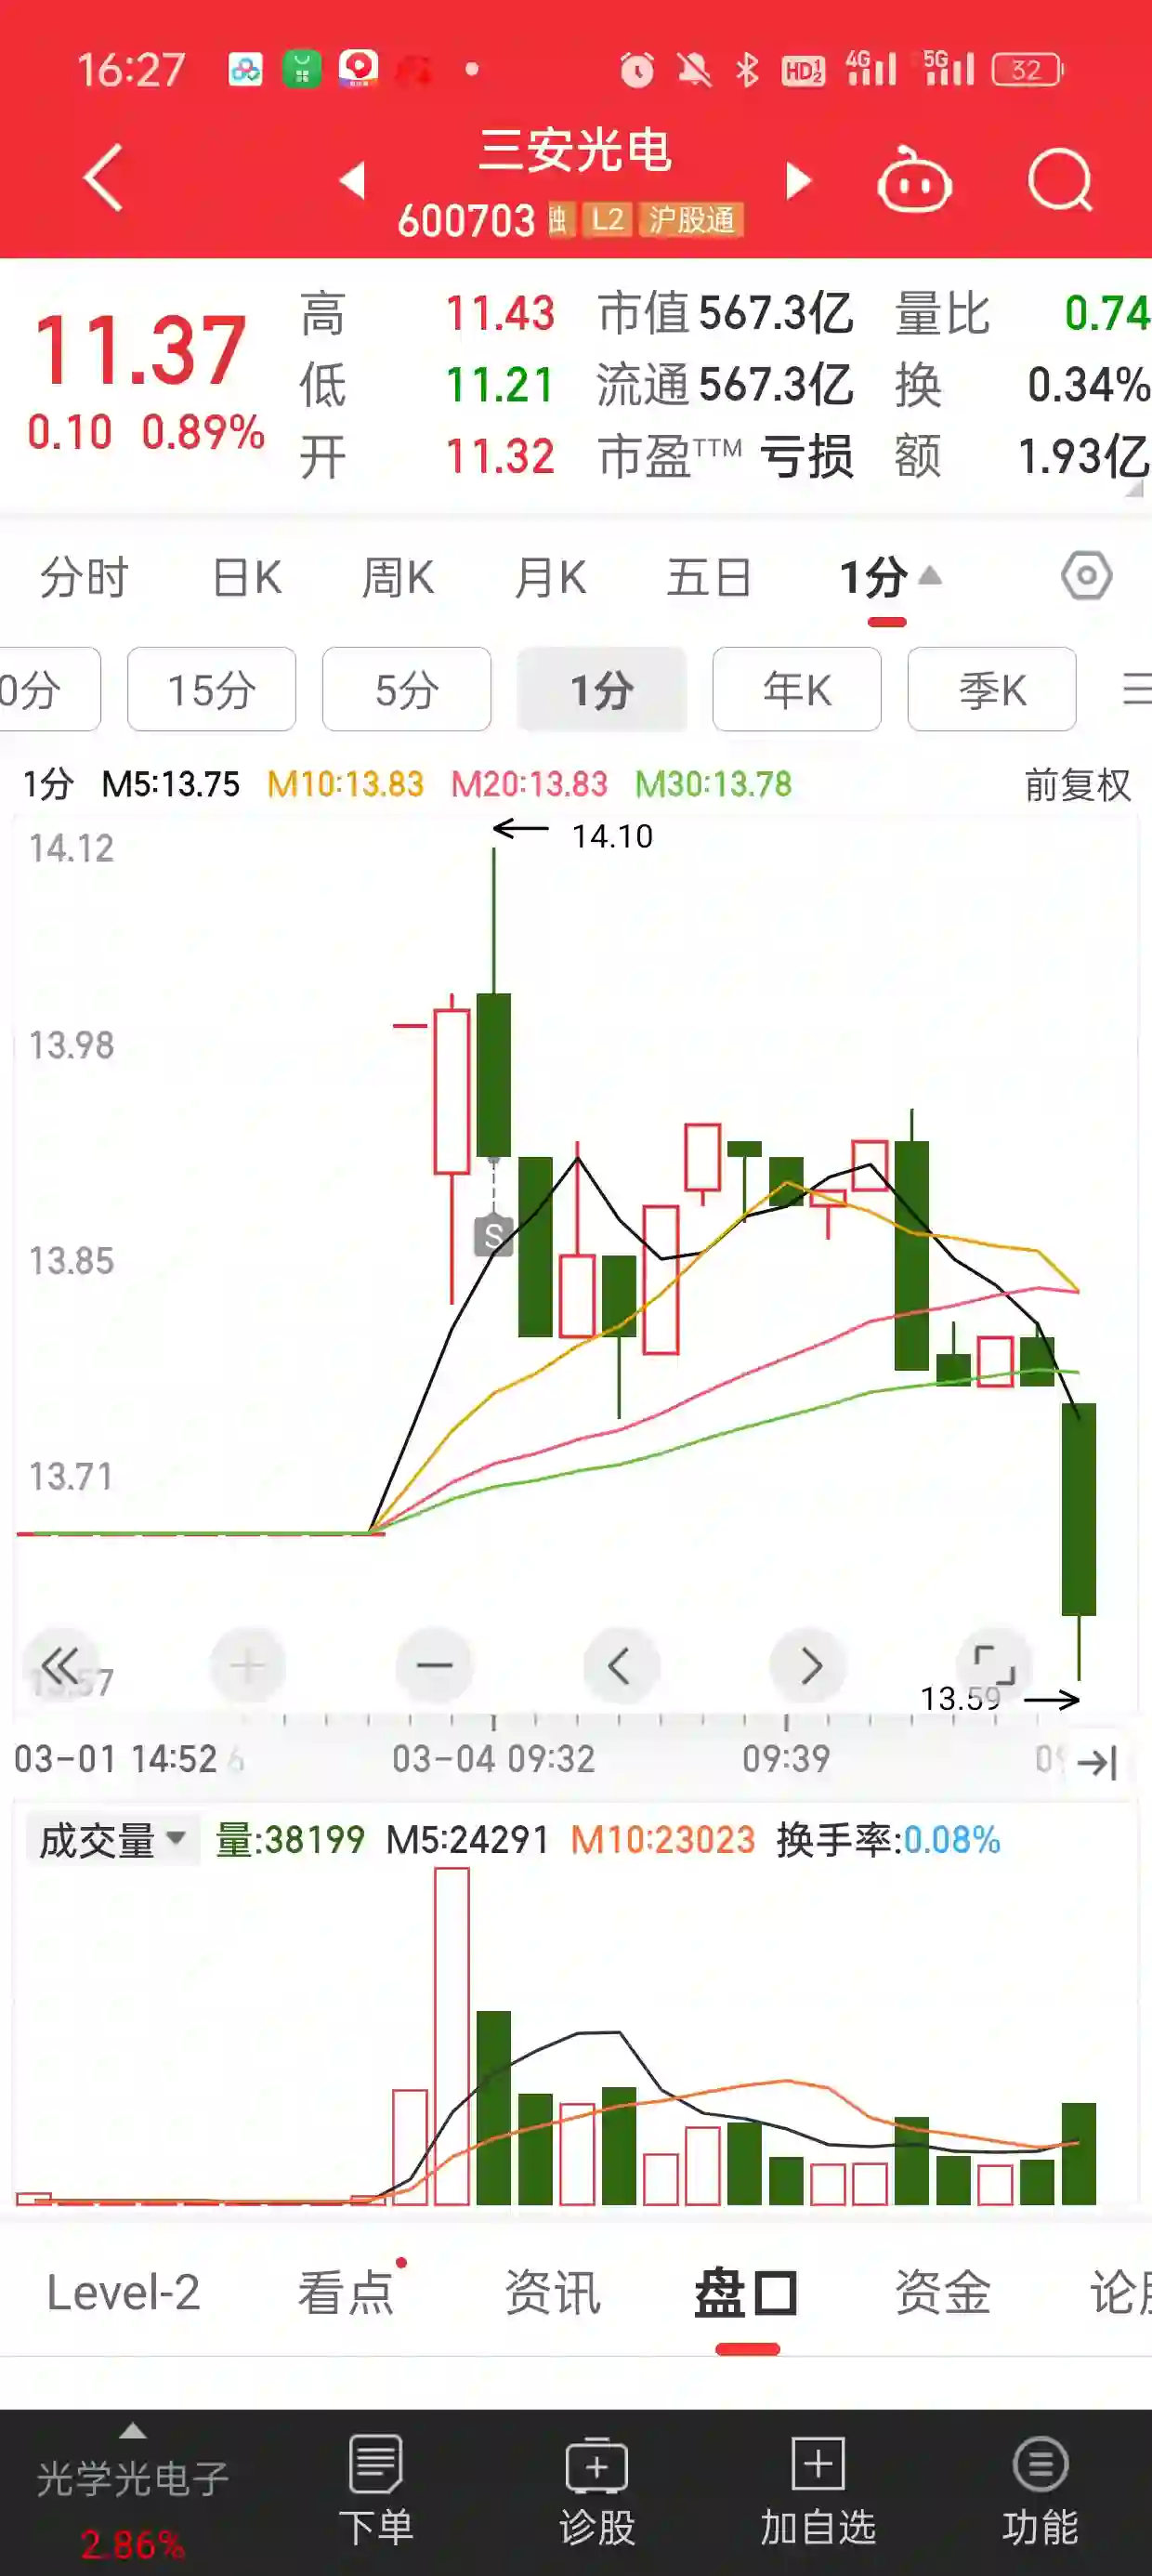 16:27 HD 1 2 4G 5G 32
三安光电
600703 L2 沪股通
11.37
0.10 0.89%
高 11.43 市值 567.3亿 量比 0.74
低 11.21 流通 567.3亿 换 0.34%
开 11.32 市盈TTM 亏损 额 1.93亿
分时 日K 周K 月K 五日 1分
0分 15分 5分 1分 年K 季K
1分 M5:13.75 M10:13.83 M20:13.83 M30:13.78 前复权
14.12
14.10
13.98
S
13.85
13.71
13.57
13.59
03-01 14:52 03-04 09:32 09:39
成交量 量:38199 M5:24291 M10:23023 换手率:0.08%
Level-2 看点 资讯 盘口 资金 论股
光学光电子
2.86%
下单 诊股 加自选 功能